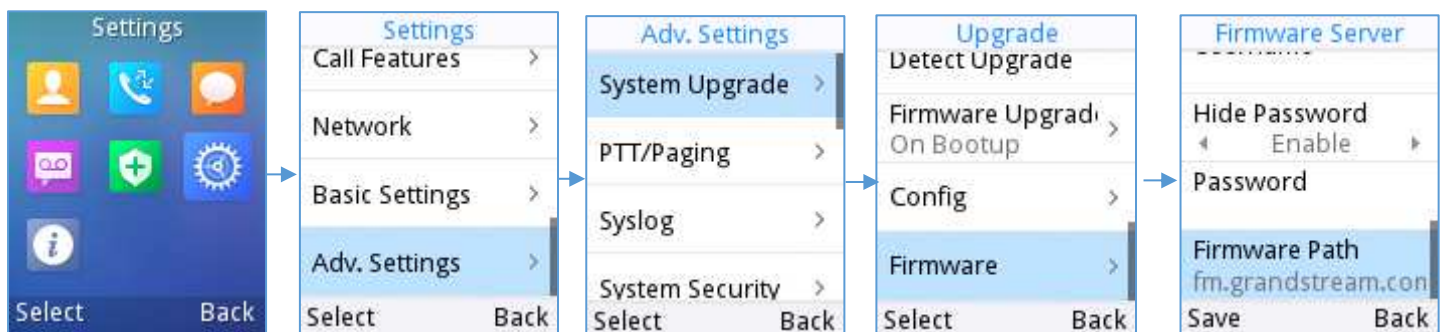 Settings
Select Back
Settings
Call Features
Network
Basic Settings
Adv. Settings
Select Back
Adv. Settings
System Upgrade
PTT/Paging
Syslog
System Security
Select Back
Upgrade
Detect Upgrade
Firmware Upgrad
On Bootup
Config
Firmware
Select Back
Firmware Server
Hide Password
Enable
Password
Firmware Path
fm.grandstream.con
Save Back